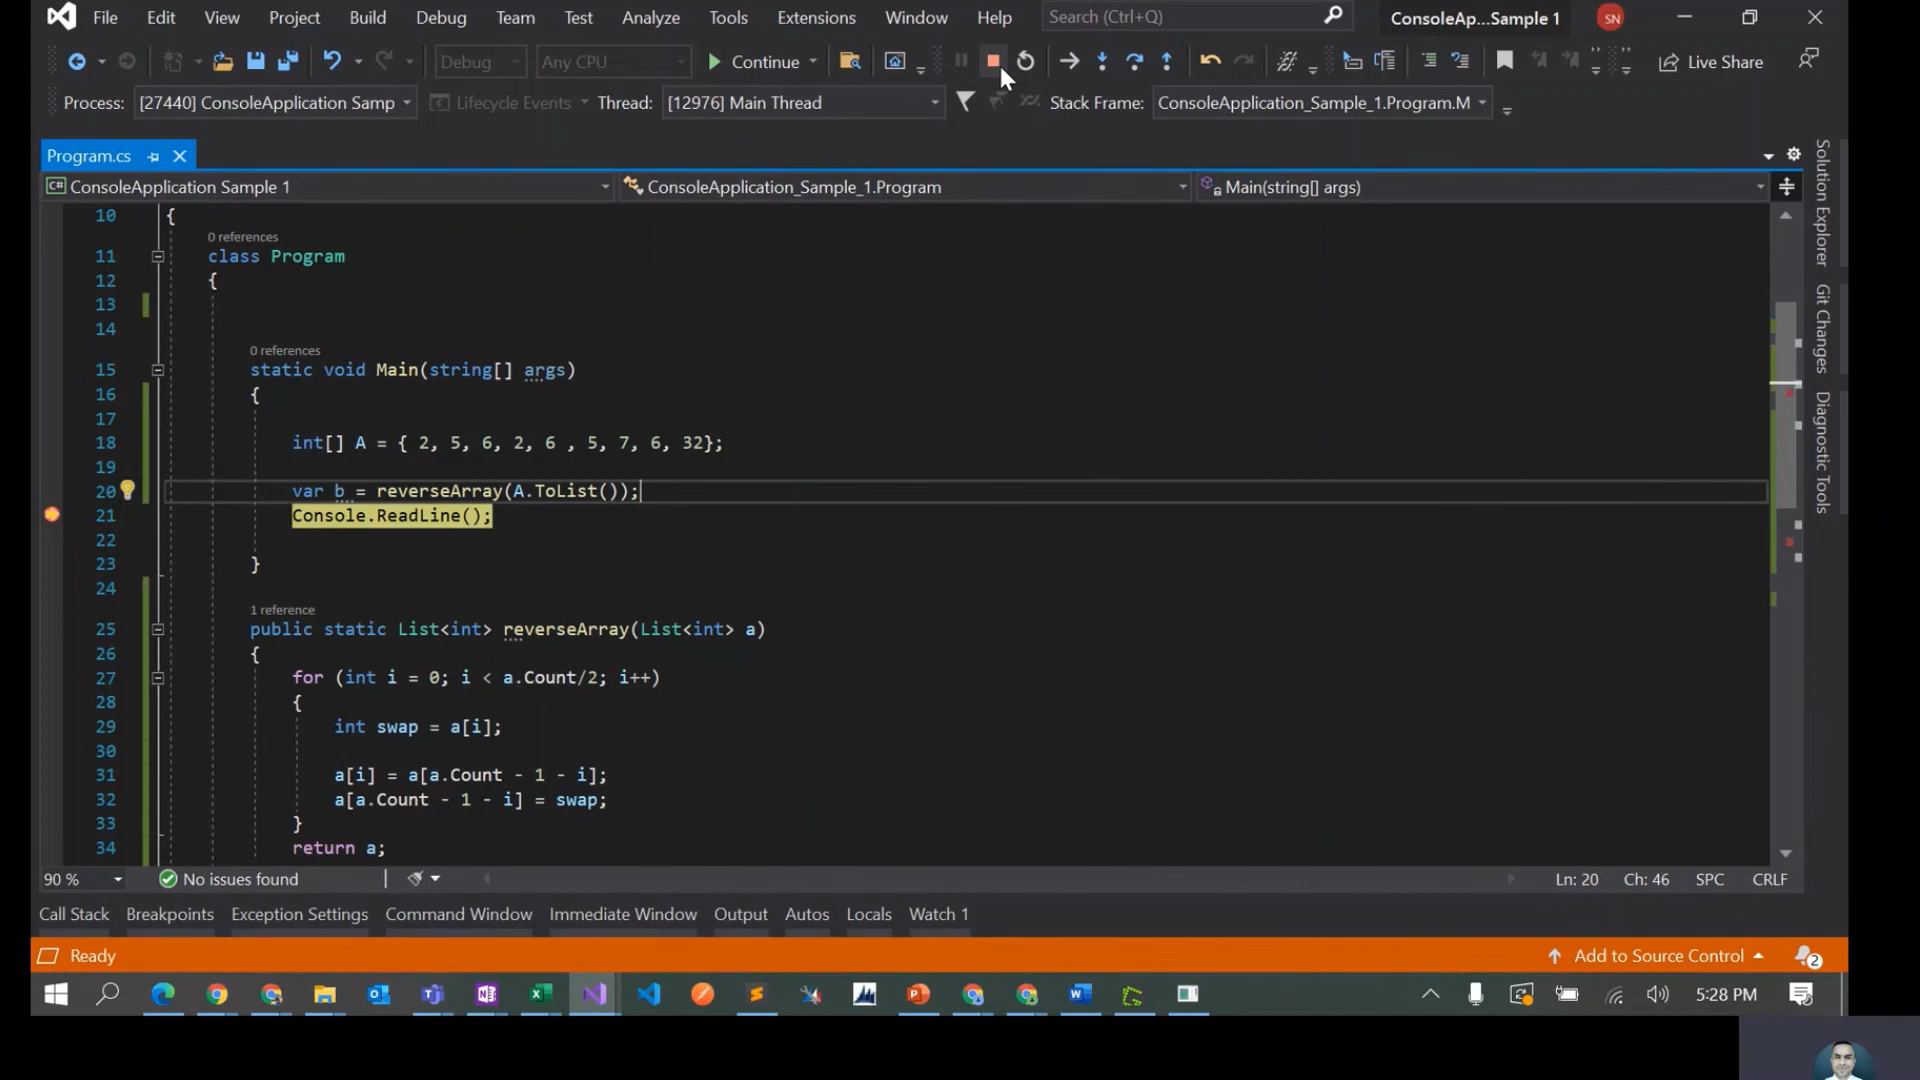 File Edit View Project Build Debug Team Test Analyze Tools Extensions Window Help Search (Ctrl+Q) ConsoleAp...Sample 1 SN
Debug Any CPU Continue Live Share
Process: [27440] ConsoleApplication Samp Lifecycle Events Thread: [12976] Main Thread Stack Frame: ConsoleApplication_Sample_1.Program.M
Program.cs
C# ConsoleApplication Sample 1 ConsoleApplication_Sample_1.Program Main(string[] args)
10 {
0 references
11 class Program
12 {
13
14
0 references
15 static void Main(string[] args)
16 {
17
18 int[] A = { 2, 5, 6, 2, 6 , 5, 7, 6, 32};
19
20 var b = reverseArray(A.ToList());
21 Console.ReadLine();
22
23 }
24
1 reference
25 public static List<int> reverseArray(List<int> a)
26 {
27 for (int i = 0; i < a.Count/2; i++)
28 {
29 int swap = a[i];
30
31 a[i] = a[a.Count - 1 - i];
32 a[a.Count - 1 - i] = swap;
33 }
34 return a;
Solution Explorer
Git Changes
Diagnostic Tools
90 % No issues found Ln: 20 Ch: 46 SPC CRLF
Call Stack Breakpoints Exception Settings Command Window Immediate Window Output Autos Locals Watch 1
Ready Add to Source Control 2
5:28 PM